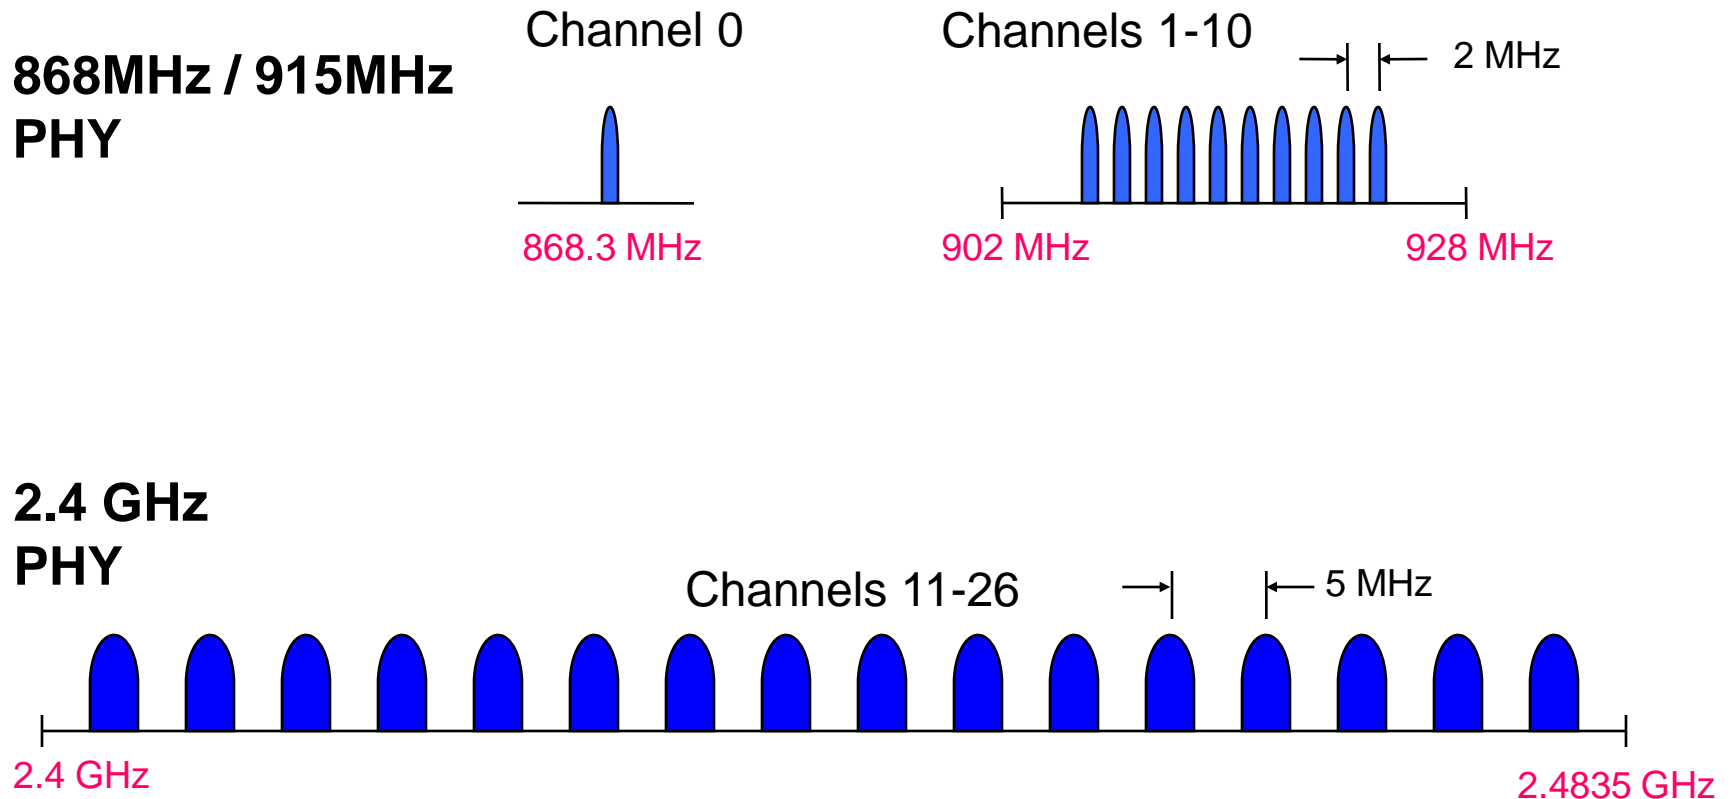 868MHz / 915MHz
PHY
Channel 0
Channels 1-10
2 MHz
868.3 MHz
902 MHz
928 MHz
2.4 GHz
PHY
Channels 11-26
5 MHz
2.4 GHz
2.4835 GHz